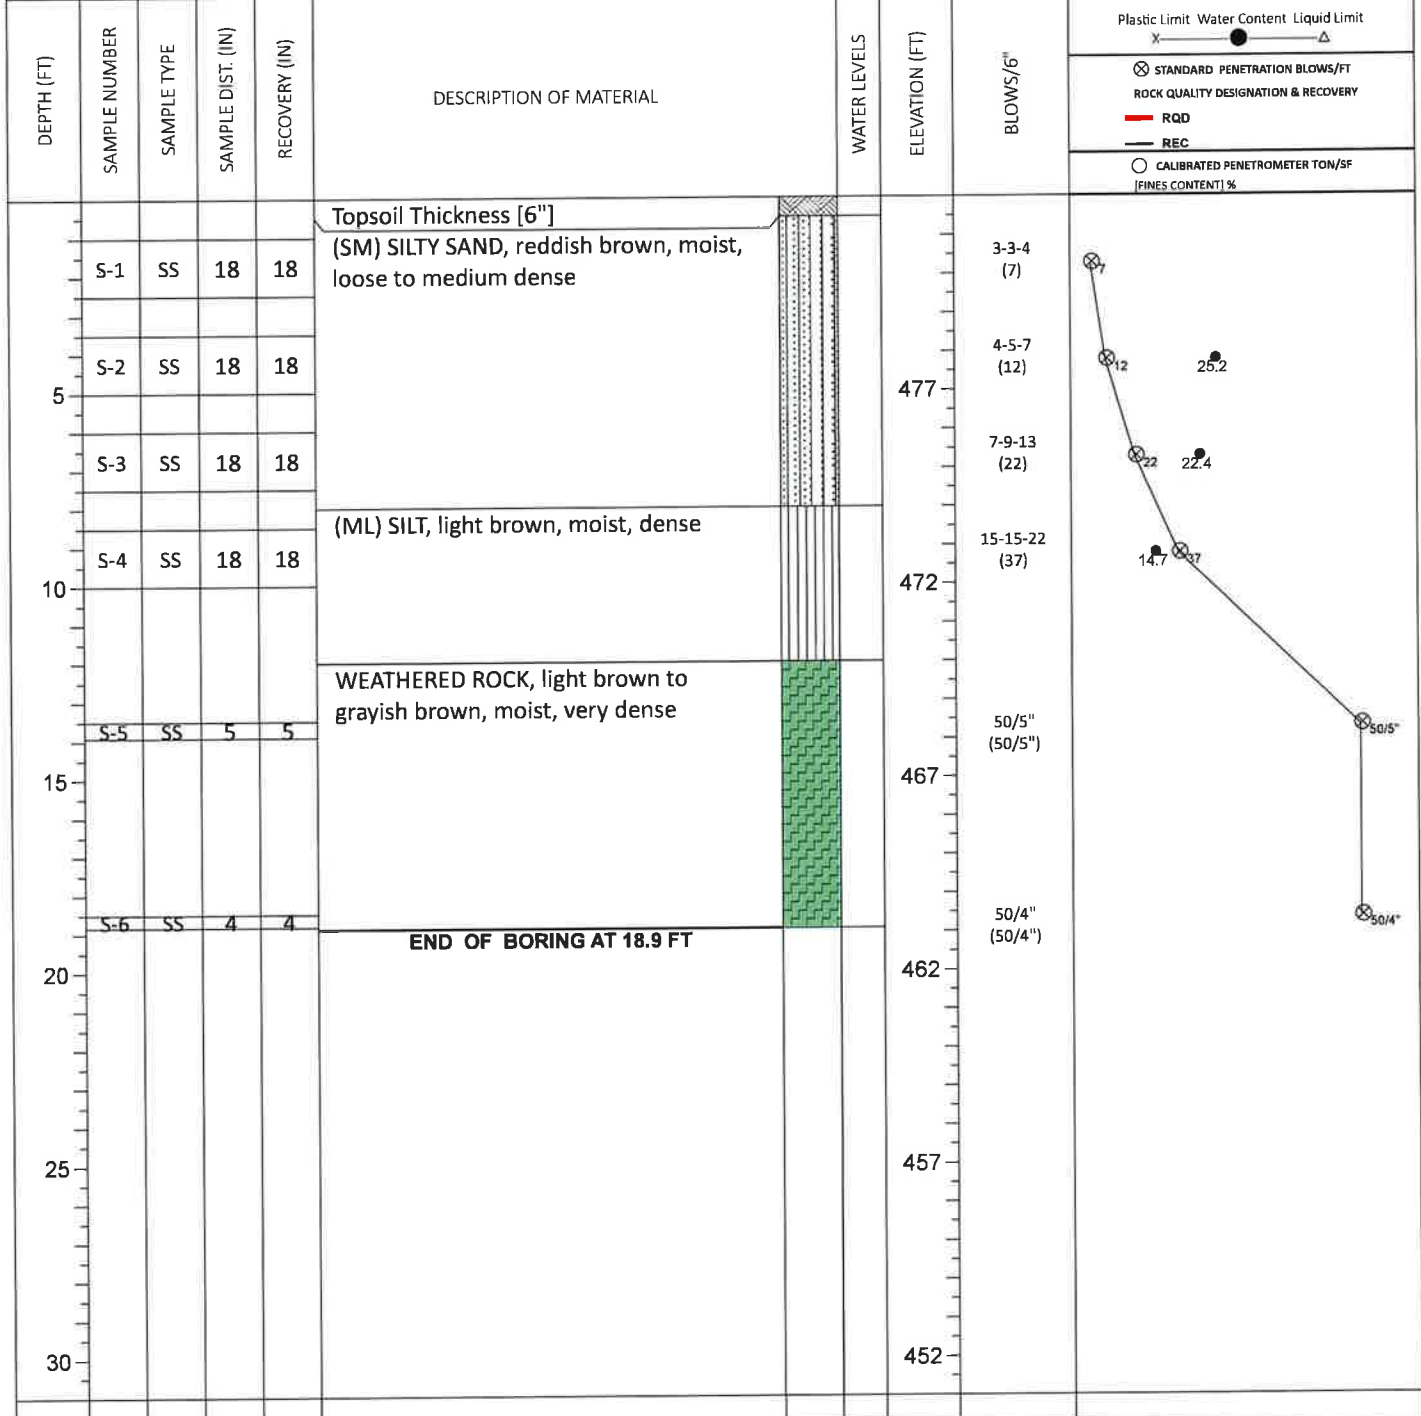 DEPTH (FT)
SAMPLE NUMBER
SAMPLE TYPE
SAMPLE DIST. (IN)
RECOVERY (IN)
DESCRIPTION OF MATERIAL
WATER LEVELS
ELEVATION (FT)
BLOWS/6"
Plastic Limit Water Content Liquid Limit
X
STANDARD PENETRATION BLOWS/FT
ROCK QUALITY DESIGNATION & RECOVERY
RQD
REC
CALIBRATED PENETROMETER TON/SF
[FINES CONTENT] %
Topsoil Thickness [6"]
(SM) SILTY SAND, reddish brown, moist,
loose to medium dense
S-1 SS 18 18
3-3-4
(7)
7
S-2 SS 18 18
4-5-7
(12)
12
25.2
5
477
S-3 SS 18 18
7-9-13
(22)
22
22.4
(ML) SILT, light brown, moist, dense
S-4 SS 18 18
15-15-22
(37)
14.7
37
10
472
WEATHERED ROCK, light brown to
grayish brown, moist, very dense
S-5 SS 5 5
50/5"
(50/5")
50/5"
15
467
S-6 SS 4 4
50/4"
(50/4")
50/4"
END OF BORING AT 18.9 FT
20
462
25
457
30
452